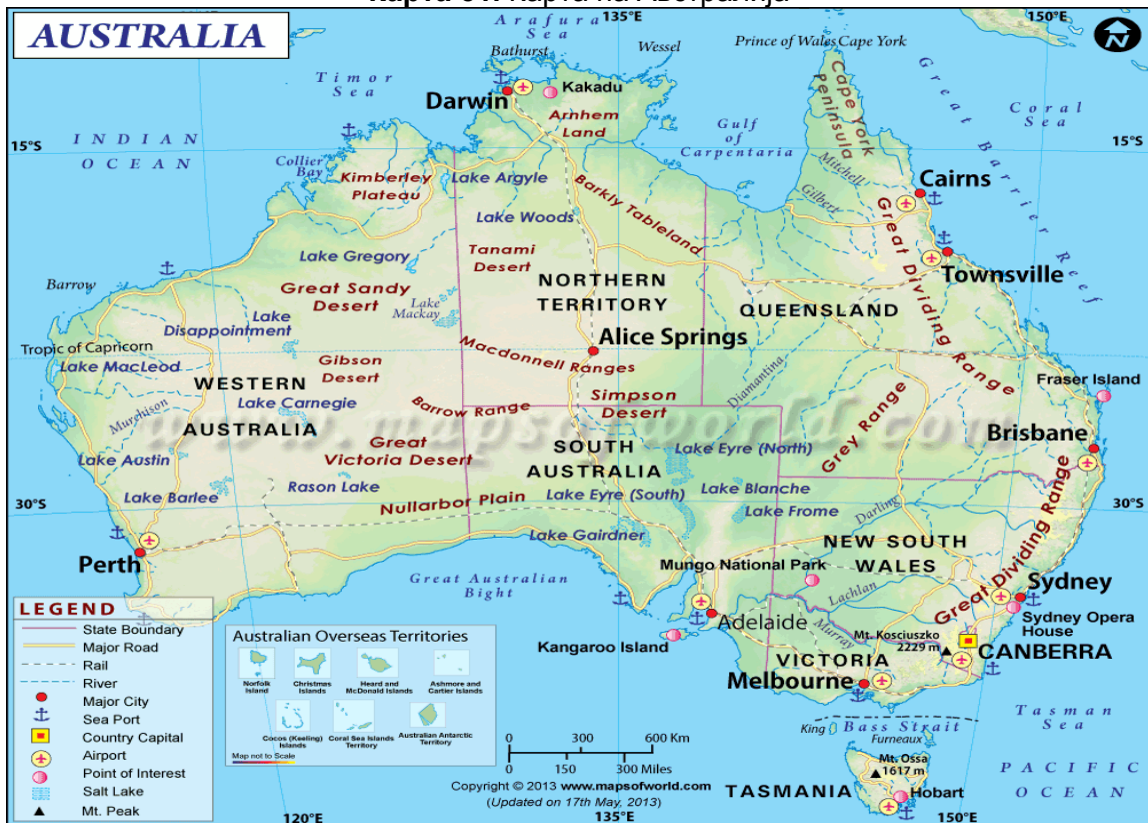 Карта на Австралија
135°E
150°E
AUSTRALIA
Arafura
Sea
Bathurst
Wessel
Prince of Wales
Cape York
N
Timor
Sea
Darwin
Kakadu
Arnhem
Land
Cape York
Peninsula
Great Barrier Reef
Coral
Sea
INDIAN
OCEAN
15°S
Gulf
of
Carpentaria
15°S
Collier
Bay
Kimberley
Plateau
Lake Argyle
Mitchell
Gilbert
Cairns
Barkly Tableland
Lake Woods
Great Dividing Range
Tanami
Desert
Lake Gregory
Townsville
NORTHERN
TERRITORY
Barrow
Great Sandy
Desert
Lake
Mackay
QUEENSLAND
Lake
Disappointment
Alice Springs
Tropic of Capricorn
Lake MacLeod
Gibson
Desert
Macdonnell Ranges
Diamantina
Fraser Island
WESTERN
AUSTRALIA
Lake Carnegie
Barrow Range
Simpson
Desert
Grey Range
Murchison
www.mapsofworld.com
Brisbane
Great
Victoria Desert
SOUTH
AUSTRALIA
Lake Eyre (North)
Lake Austin
Rason Lake
Lake Barlee
Nullarbor Plain
Lake Eyre (South)
Lake Blanche
Lake Frome
30°S
30°S
Darling
Great Dividing Range
Lake Gairdner
NEW SOUTH
WALES
Perth
Mungo National Park
Great Australian
Bight
Lachlan
Sydney
Sydney Opera
House
Adelaide
Murray
Mt. Kosciuszko
2229 m
CANBERRA
Kangaroo Island
VICTORIA
Melbourne
LEGEND
State Boundary
Major Road
Rail
River
Major City
Sea Port
Country Capital
Airport
Point of Interest
Salt Lake
Mt. Peak
Australian Overseas Territories
Norfolk
Island
Christmas
Islands
Heard and
McDonald Islands
Ashmore and
Cartier Islands
Cocos (Keeling)
Islands
Coral Sea Islands
Territory
Australian Antarctic
Territory
Map not to Scale
0 300 600 Km
0 150 300 Miles
Copyright © 2013 www.mapsofworld.com
(Updated on 17th May, 2013)
King
Bass Strait
Furneaux
Tasman
Sea
Mt. Ossa
1617 m
TASMANIA
Hobart
PACIFIC
OCEAN
120°E
135°E
150°E